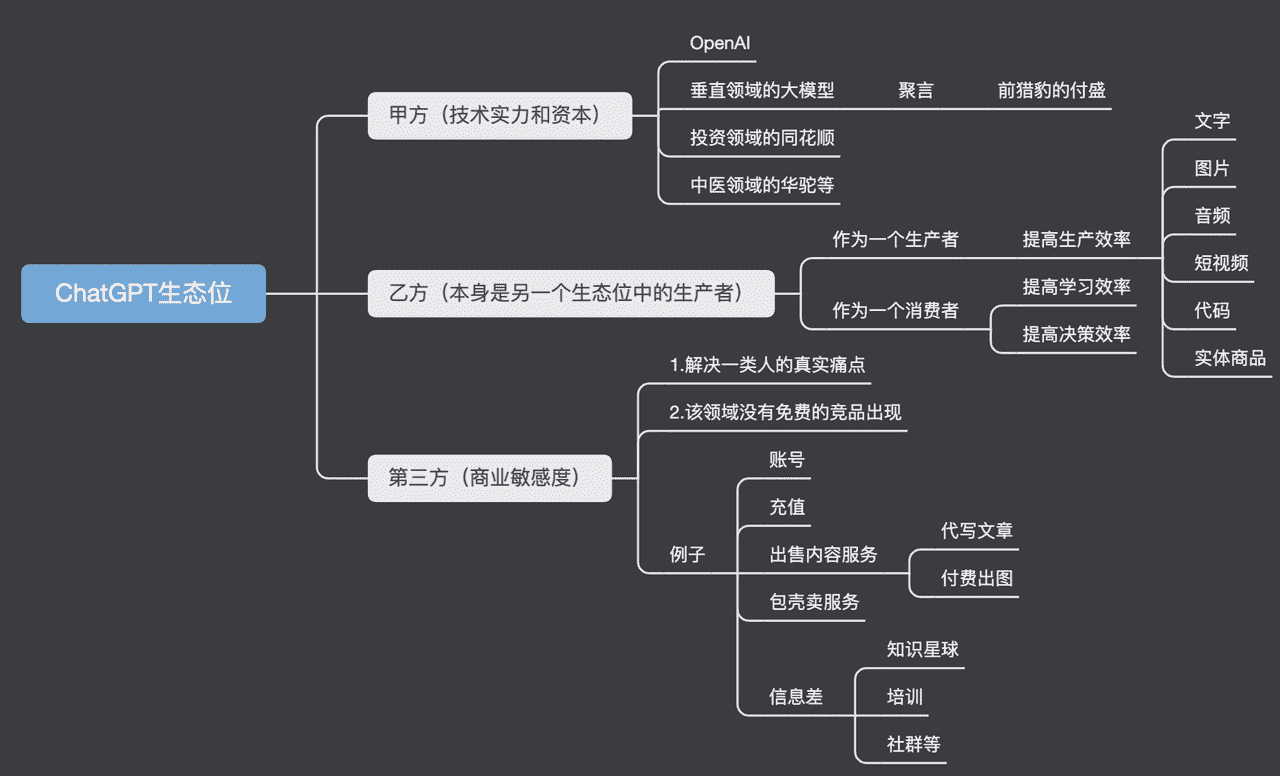 ChatGPT生态位
甲方（技术实力和资本）
OpenAI
垂直领域的大模型
聚言
前猎豹的付盛
投资领域的同花顺
中医领域的华驼等
乙方（本身是另一个生态位中的生产者）
作为一个生产者
提高生产效率
文字
图片
音频
短视频
代码
实体商品
作为一个消费者
提高学习效率
提高决策效率
第三方（商业敏感度）
1.解决一类人的真实痛点
2.该领域没有免费的竞品出现
例子
账号
充值
出售内容服务
代写文章
付费出图
包壳卖服务
信息差
知识星球
培训
社群等